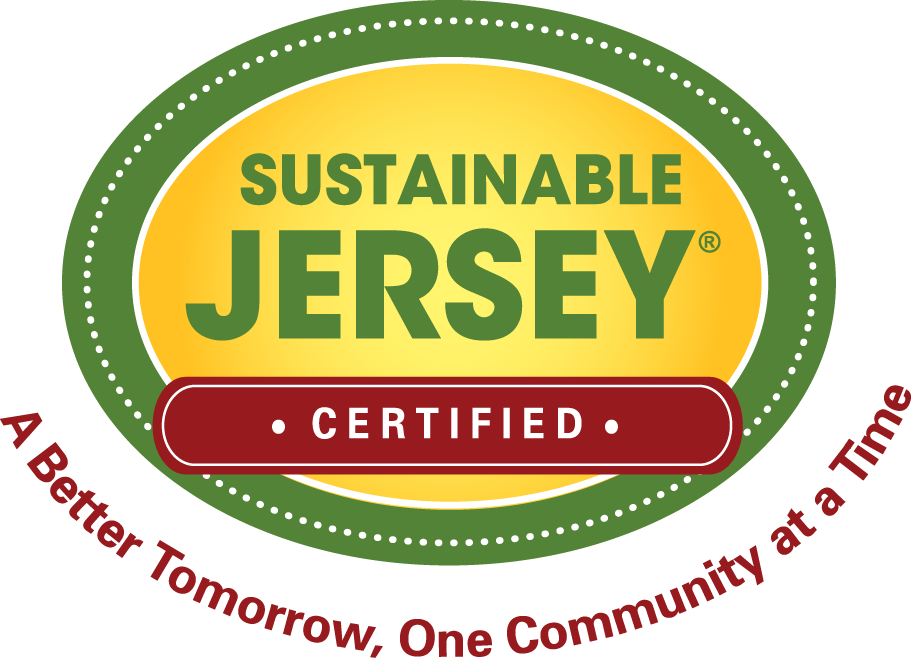 SUSTAINABLE
JERSEY®
• CERTIFIED •
A Better Tomorrow, One Community at a Time